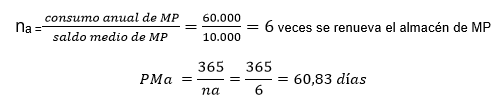 na = consumo anual de MP / saldo medio de MP = 60.000 / 10.000 = 6 veces se renueva el almacén de MP
PMa = 365 / na = 365 / 6 = 60,83 días